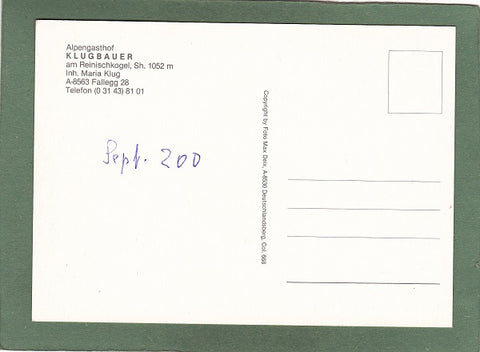 Alpengasthof
KLUGBAUER
am Reinischkogel, Sh. 1052 m
Inh. Maria Klug
A-8563 Fallegg 28
Telefon (0 31 43) 81 01
Sept. 200
Copyright by Foto Max Deix, A-8530 Deutschlandsberg, Col. 668